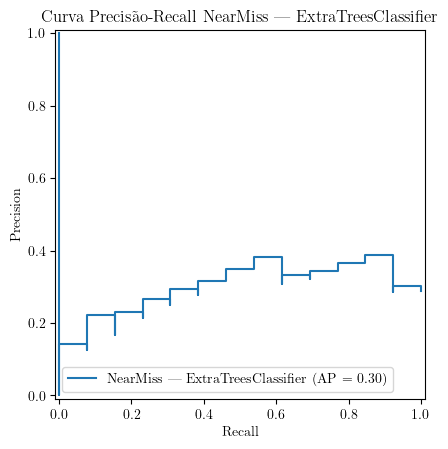 Curva Precisão-Recall NearMiss — ExtraTreesClassifier
1.0
0.8
0.6
0.4
0.2
0.0
Precision
NearMiss — ExtraTreesClassifier (AP = 0.30)
0.0 0.2 0.4 0.6 0.8 1.0
Recall